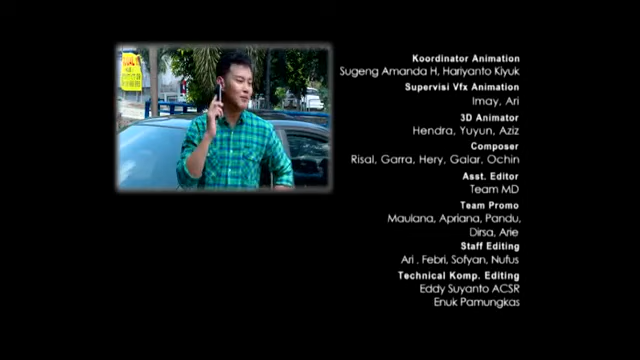 Koordinator Animation
Sugeng Amanda H, Hariyanto Kiyuk
Supervisi Vfx Animation
Imay, Ari
3D Animator
Hendra, Yuyun, Aziz
Composer
Risal, Garra, Hery, Galar, Ochin
Asst. Editor
Team MD
Team Promo
Maulana, Apriana, Pandu,
Dirsa, Arie
Staff Editing
Ari . Febri, Sofyan, Nufus
Technical Komp. Editing
Eddy Suyanto ACSR
Enuk Pamungkas